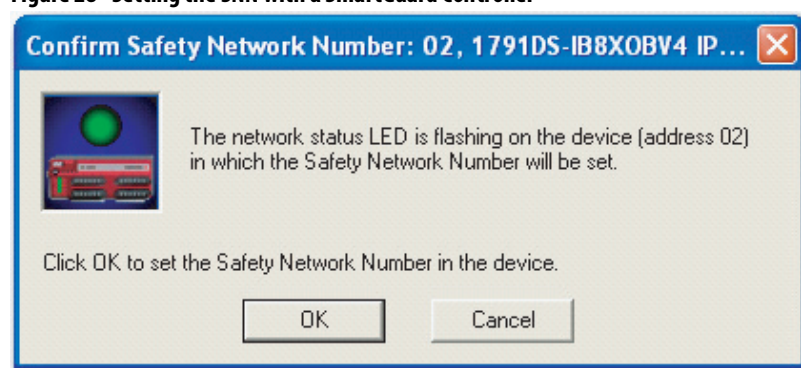 Figure 28 - Setting the SNN with a SmartGuard Controller
Confirm Safety Network Number: 02, 1791DS-IB8XOBV4 IP...
The network status LED is flashing on the device (address 02)
in which the Safety Network Number will be set.
Click OK to set the Safety Network Number in the device.
OK
Cancel